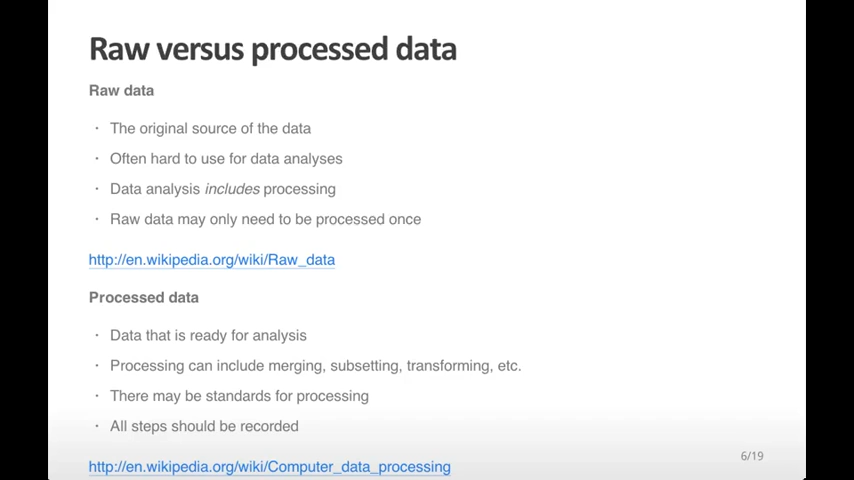 Raw versus processed data
Raw data
· The original source of the data
· Often hard to use for data analyses
· Data analysis includes processing
· Raw data may only need to be processed once
http://en.wikipedia.org/wiki/Raw_data
Processed data
· Data that is ready for analysis
· Processing can include merging, subsetting, transforming, etc.
· There may be standards for processing
· All steps should be recorded
6/19
http://en.wikipedia.org/wiki/Computer_data_processing